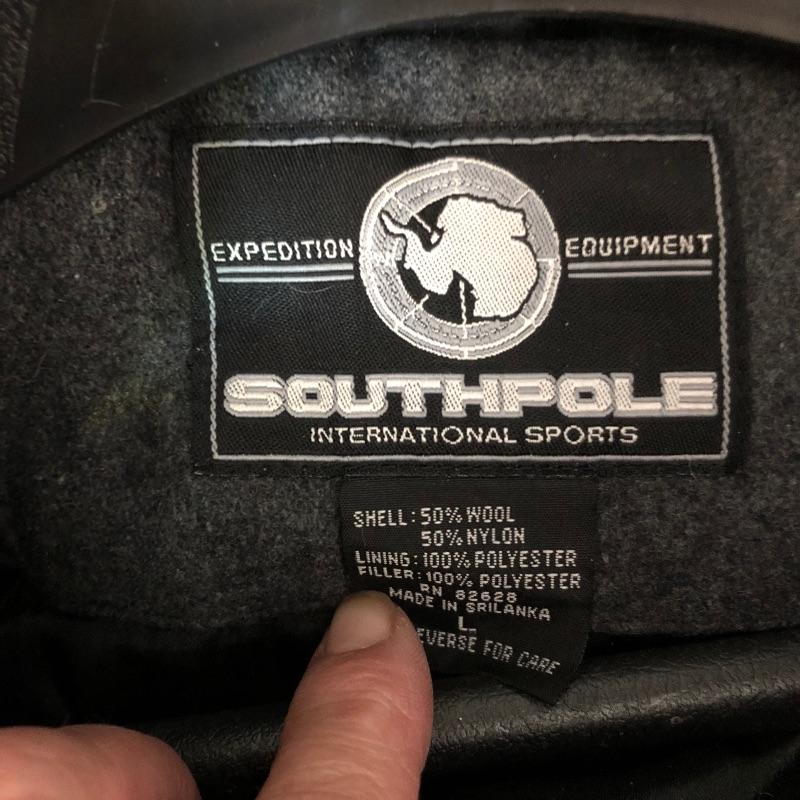 EXPEDITION EQUIPMENT
SOUTHPOLE
INTERNATIONAL SPORTS
SHELL: 50% WOOL
50% NYLON
LINING: 100% POLYESTER
FILLER: 100% POLYESTER
RN 82628
MADE IN SRILANKA
L
FOR CARE